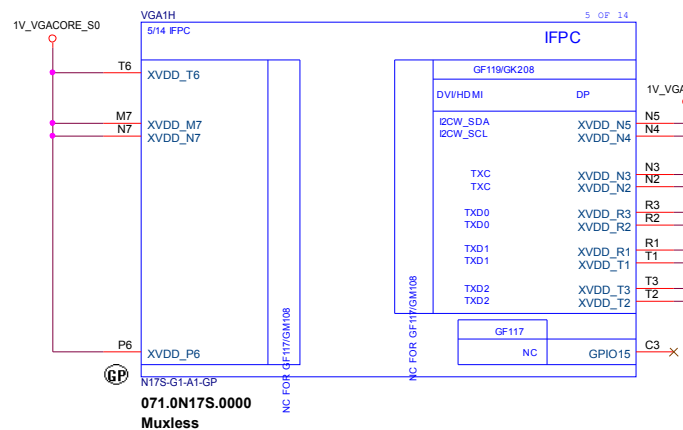 VGA1H
5 OF 14
1V_VGACORE_S0
5/14 IFPC
IFPC
T6
XVDD_T6
GF119/GK208
DVI/HDMI
DP
1V_VGA
M7
XVDD_M7
N7
XVDD_N7
I2CW_SDA
XVDD_N5
N5
I2CW_SCL
XVDD_N4
N4
TXC
XVDD_N3
N3
TXC
XVDD_N2
N2
TXD0
XVDD_R3
R3
TXD0
XVDD_R2
R2
TXD1
XVDD_R1
R1
TXD1
XVDD_T1
T1
TXD2
XVDD_T3
T3
TXD2
XVDD_T2
T2
NC FOR GF117/GM108
NC FOR GF117/GM108
GF117
NC
GPIO15
C3
P6
XVDD_P6
GP
N17S-G1-A1-GP
071.0N17S.0000
Muxless